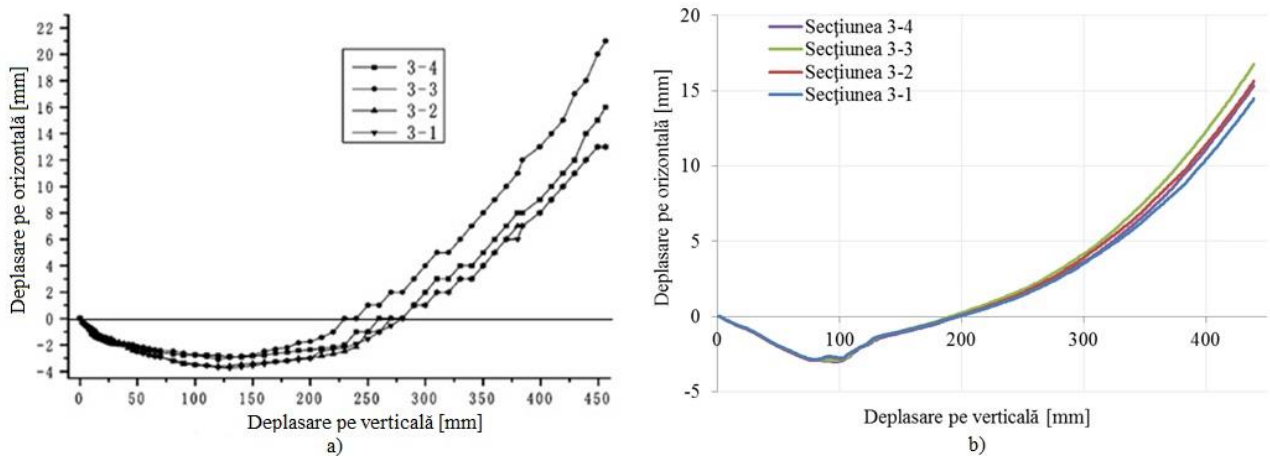 22
20
18
16
14
12
10
8
6
4
2
0
-2
-4
Deplasare pe orizontală [mm]
3-4
3-3
3-2
3-1
0 50 100 150 200 250 300 350 400 450
Deplasare pe verticală [mm]
a)
20
15
10
5
0
-5
Deplasare pe orizontală [mm]
Secțiunea 3-4
Secțiunea 3-3
Secțiunea 3-2
Secțiunea 3-1
0 100 200 300 400
Deplasare pe verticală [mm]
b)